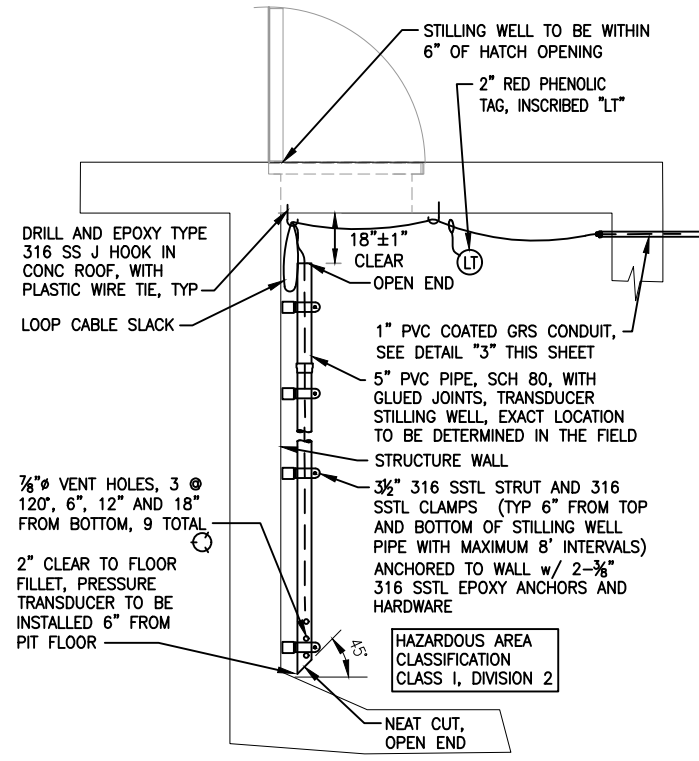 STILLING WELL TO BE WITHIN
6" OF HATCH OPENING
2" RED PHENOLIC
TAG, INSCRIBED "LT"
DRILL AND EPOXY TYPE
316 SS J HOOK IN
CONC ROOF, WITH
PLASTIC WIRE TIE, TYP
18"±1"
CLEAR
LT
OPEN END
LOOP CABLE SLACK
1" PVC COATED GRS CONDUIT,
SEE DETAIL "3" THIS SHEET
5" PVC PIPE, SCH 80, WITH
GLUED JOINTS, TRANSDUCER
STILLING WELL, EXACT LOCATION
TO BE DETERMINED IN THE FIELD
STRUCTURE WALL
7/8"ø VENT HOLES, 3 @
120°, 6", 12" AND 18"
FROM BOTTOM, 9 TOTAL
3½" 316 SSTL STRUT AND 316
SSTL CLAMPS (TYP 6" FROM TOP
AND BOTTOM OF STILLING WELL
PIPE WITH MAXIMUM 8' INTERVALS)
ANCHORED TO WALL w/ 2-3/8"
316 SSTL EPOXY ANCHORS AND
HARDWARE
2" CLEAR TO FLOOR
FILLET, PRESSURE
TRANSDUCER TO BE
INSTALLED 6" FROM
PIT FLOOR
45°
HAZARDOUS AREA
CLASSIFICATION
CLASS I, DIVISION 2
NEAT CUT,
OPEN END